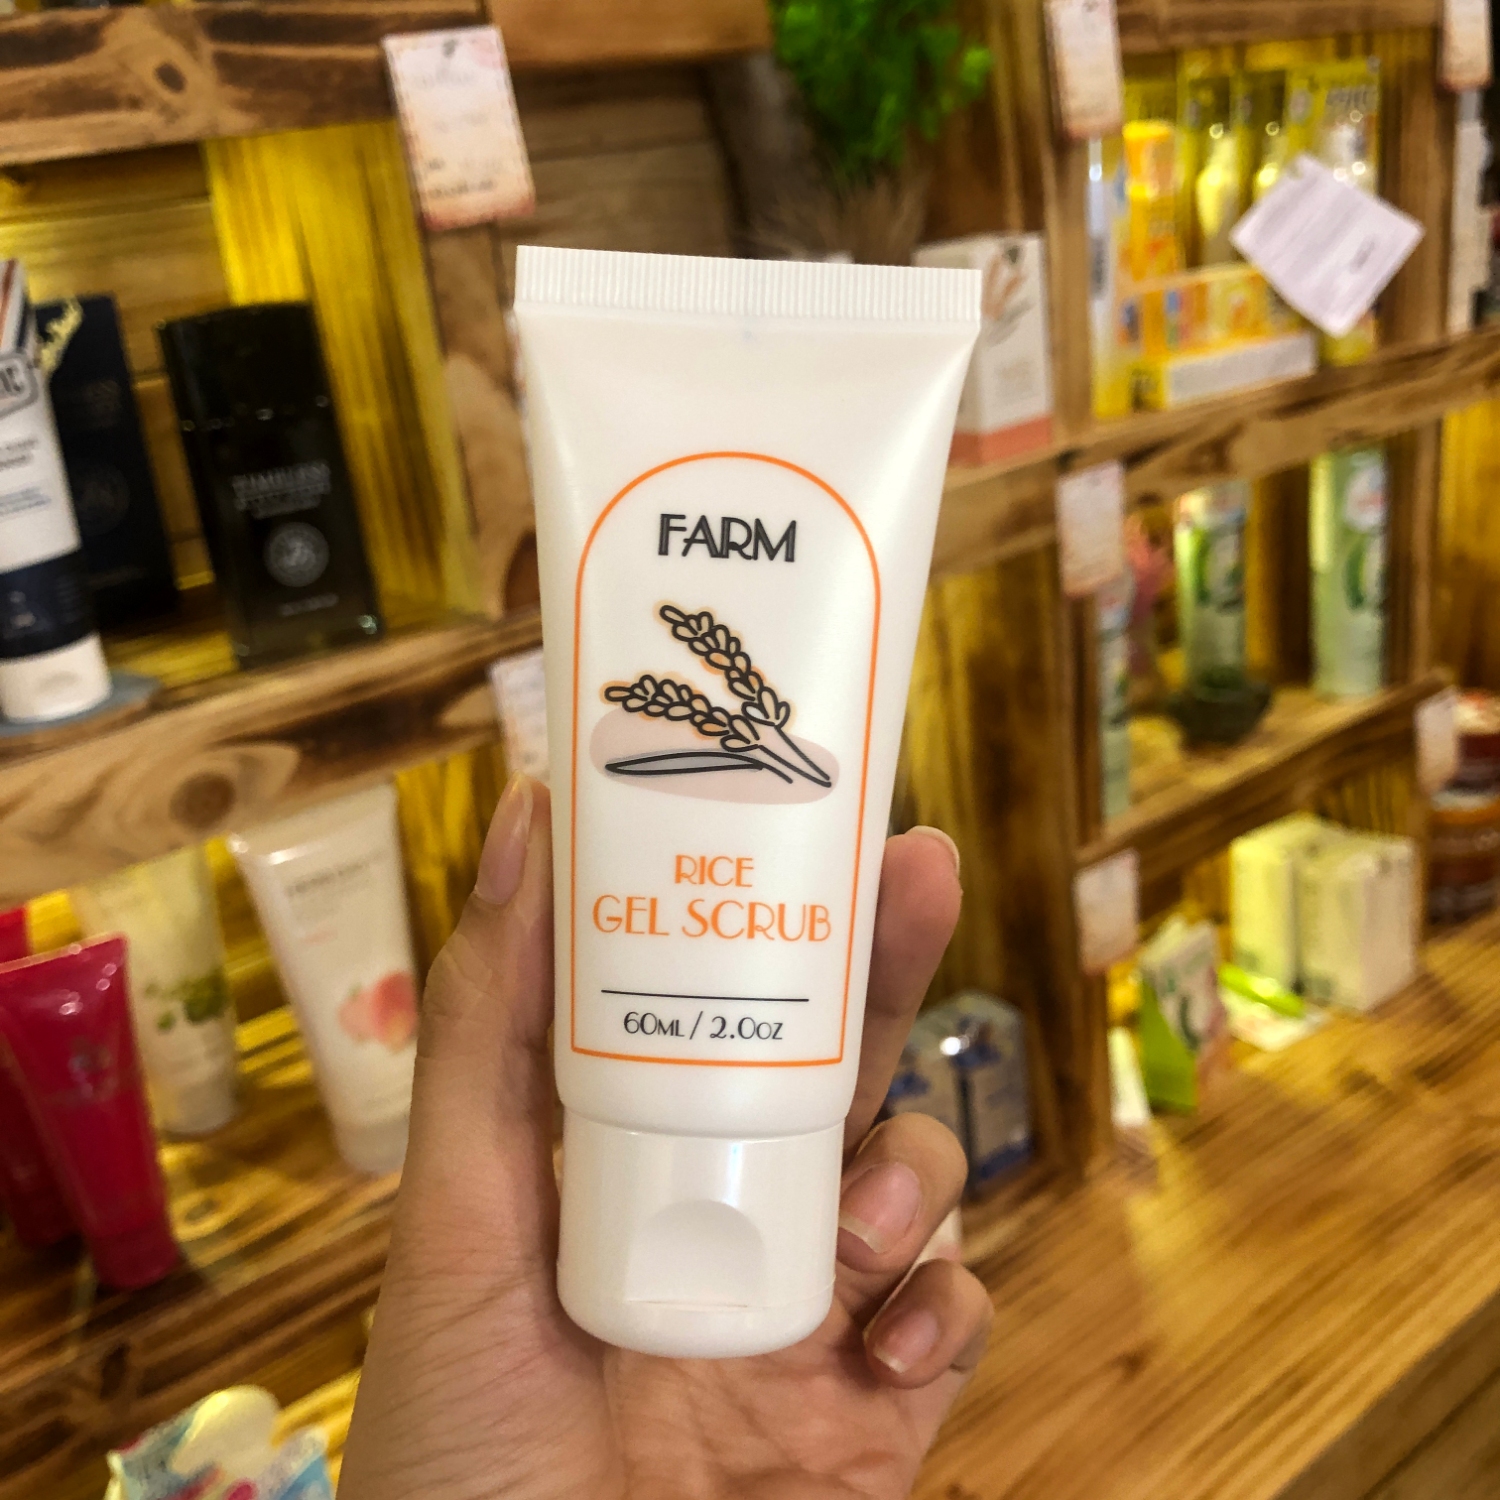 FARM
RICE
GEL SCRUB
60ML / 2.0OZ